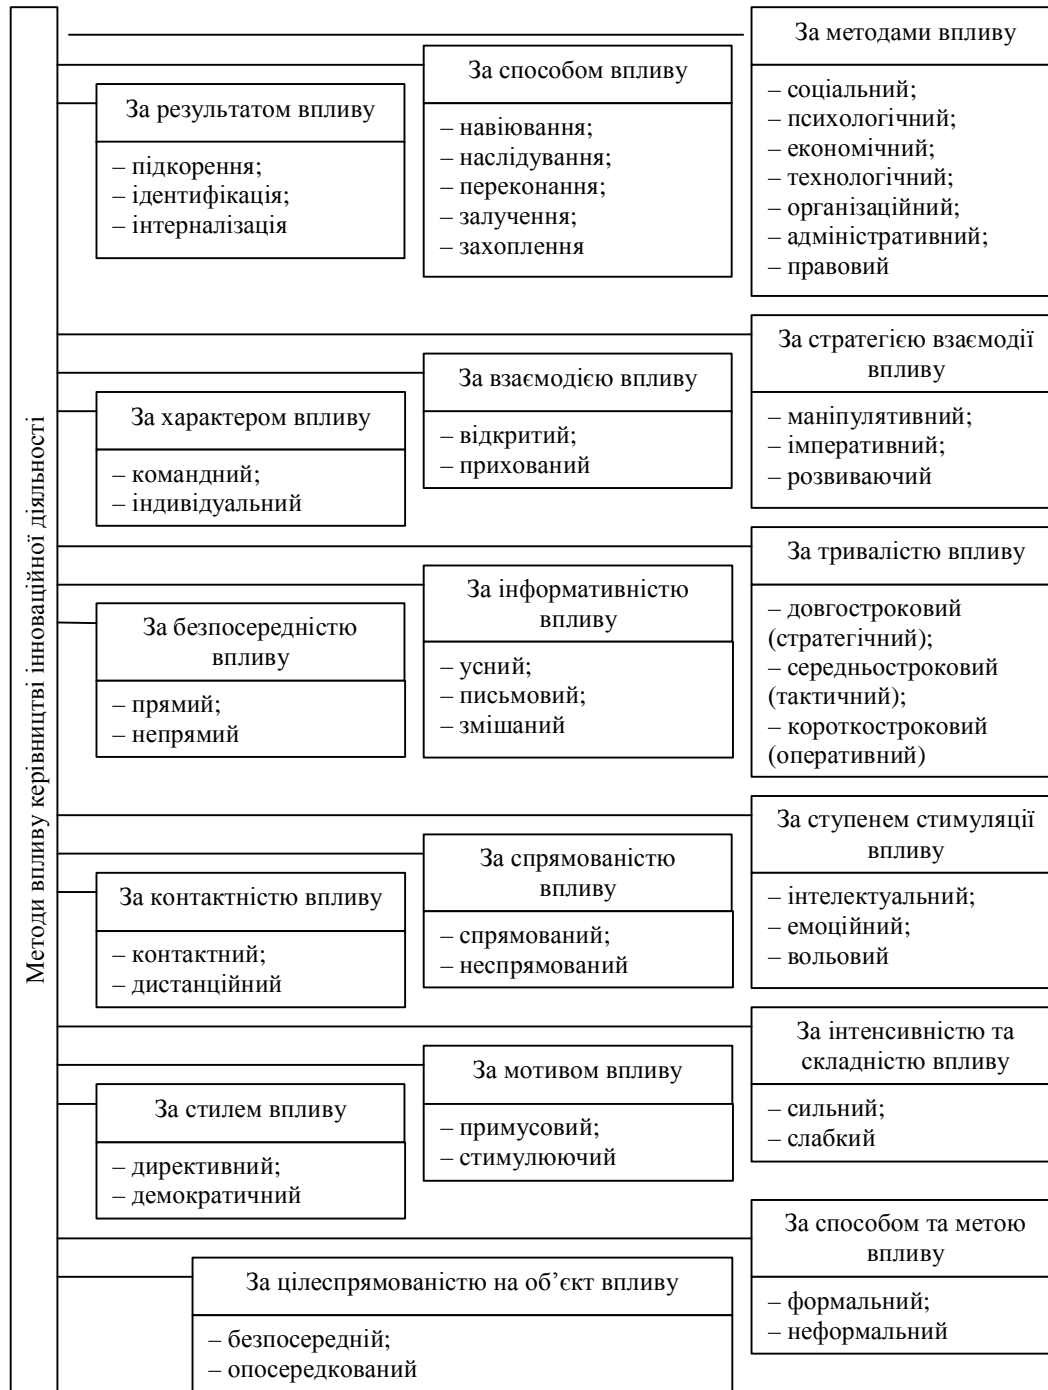 Методи впливу керівництві інноваційної діяльності
За методами впливу
– соціальний;
– психологічний;
– економічний;
– технологічний;
– організаційний;
– адміністративний;
– правовий
За способом впливу
– навіювання;
– наслідування;
– переконання;
– залучення;
– захоплення
За результатом впливу
– підкорення;
– ідентифікація;
– інтерналізація
За стратегією взаємодії
впливу
– маніпулятивний;
– імперативний;
– розвиваючий
За взаємодією впливу
– відкритий;
– прихований
За характером впливу
– командний;
– індивідуальний
За тривалістю впливу
– довгостроковий
(стратегічний);
– середньостроковий
(тактичний);
– короткостроковий
(оперативний)
За інформативністю
впливу
– усний;
– письмовий;
– змішаний
За безпосередністю
впливу
– прямий;
– непрямий
За ступенем стимуляції
впливу
– інтелектуальний;
– емоційний;
– вольовий
За спрямованістю
впливу
– спрямований;
– неспрямований
За контактністю впливу
– контактний;
– дистанційний
За інтенсивністю та
складністю впливу
– сильний;
– слабкий
За мотивом впливу
– примусовий;
– стимулюючий
За стилем впливу
– директивний;
– демократичний
За способом та метою
впливу
– формальний;
– неформальний
За цілеспрямованістю на об’єкт впливу
– безпосередній;
– опосередкований